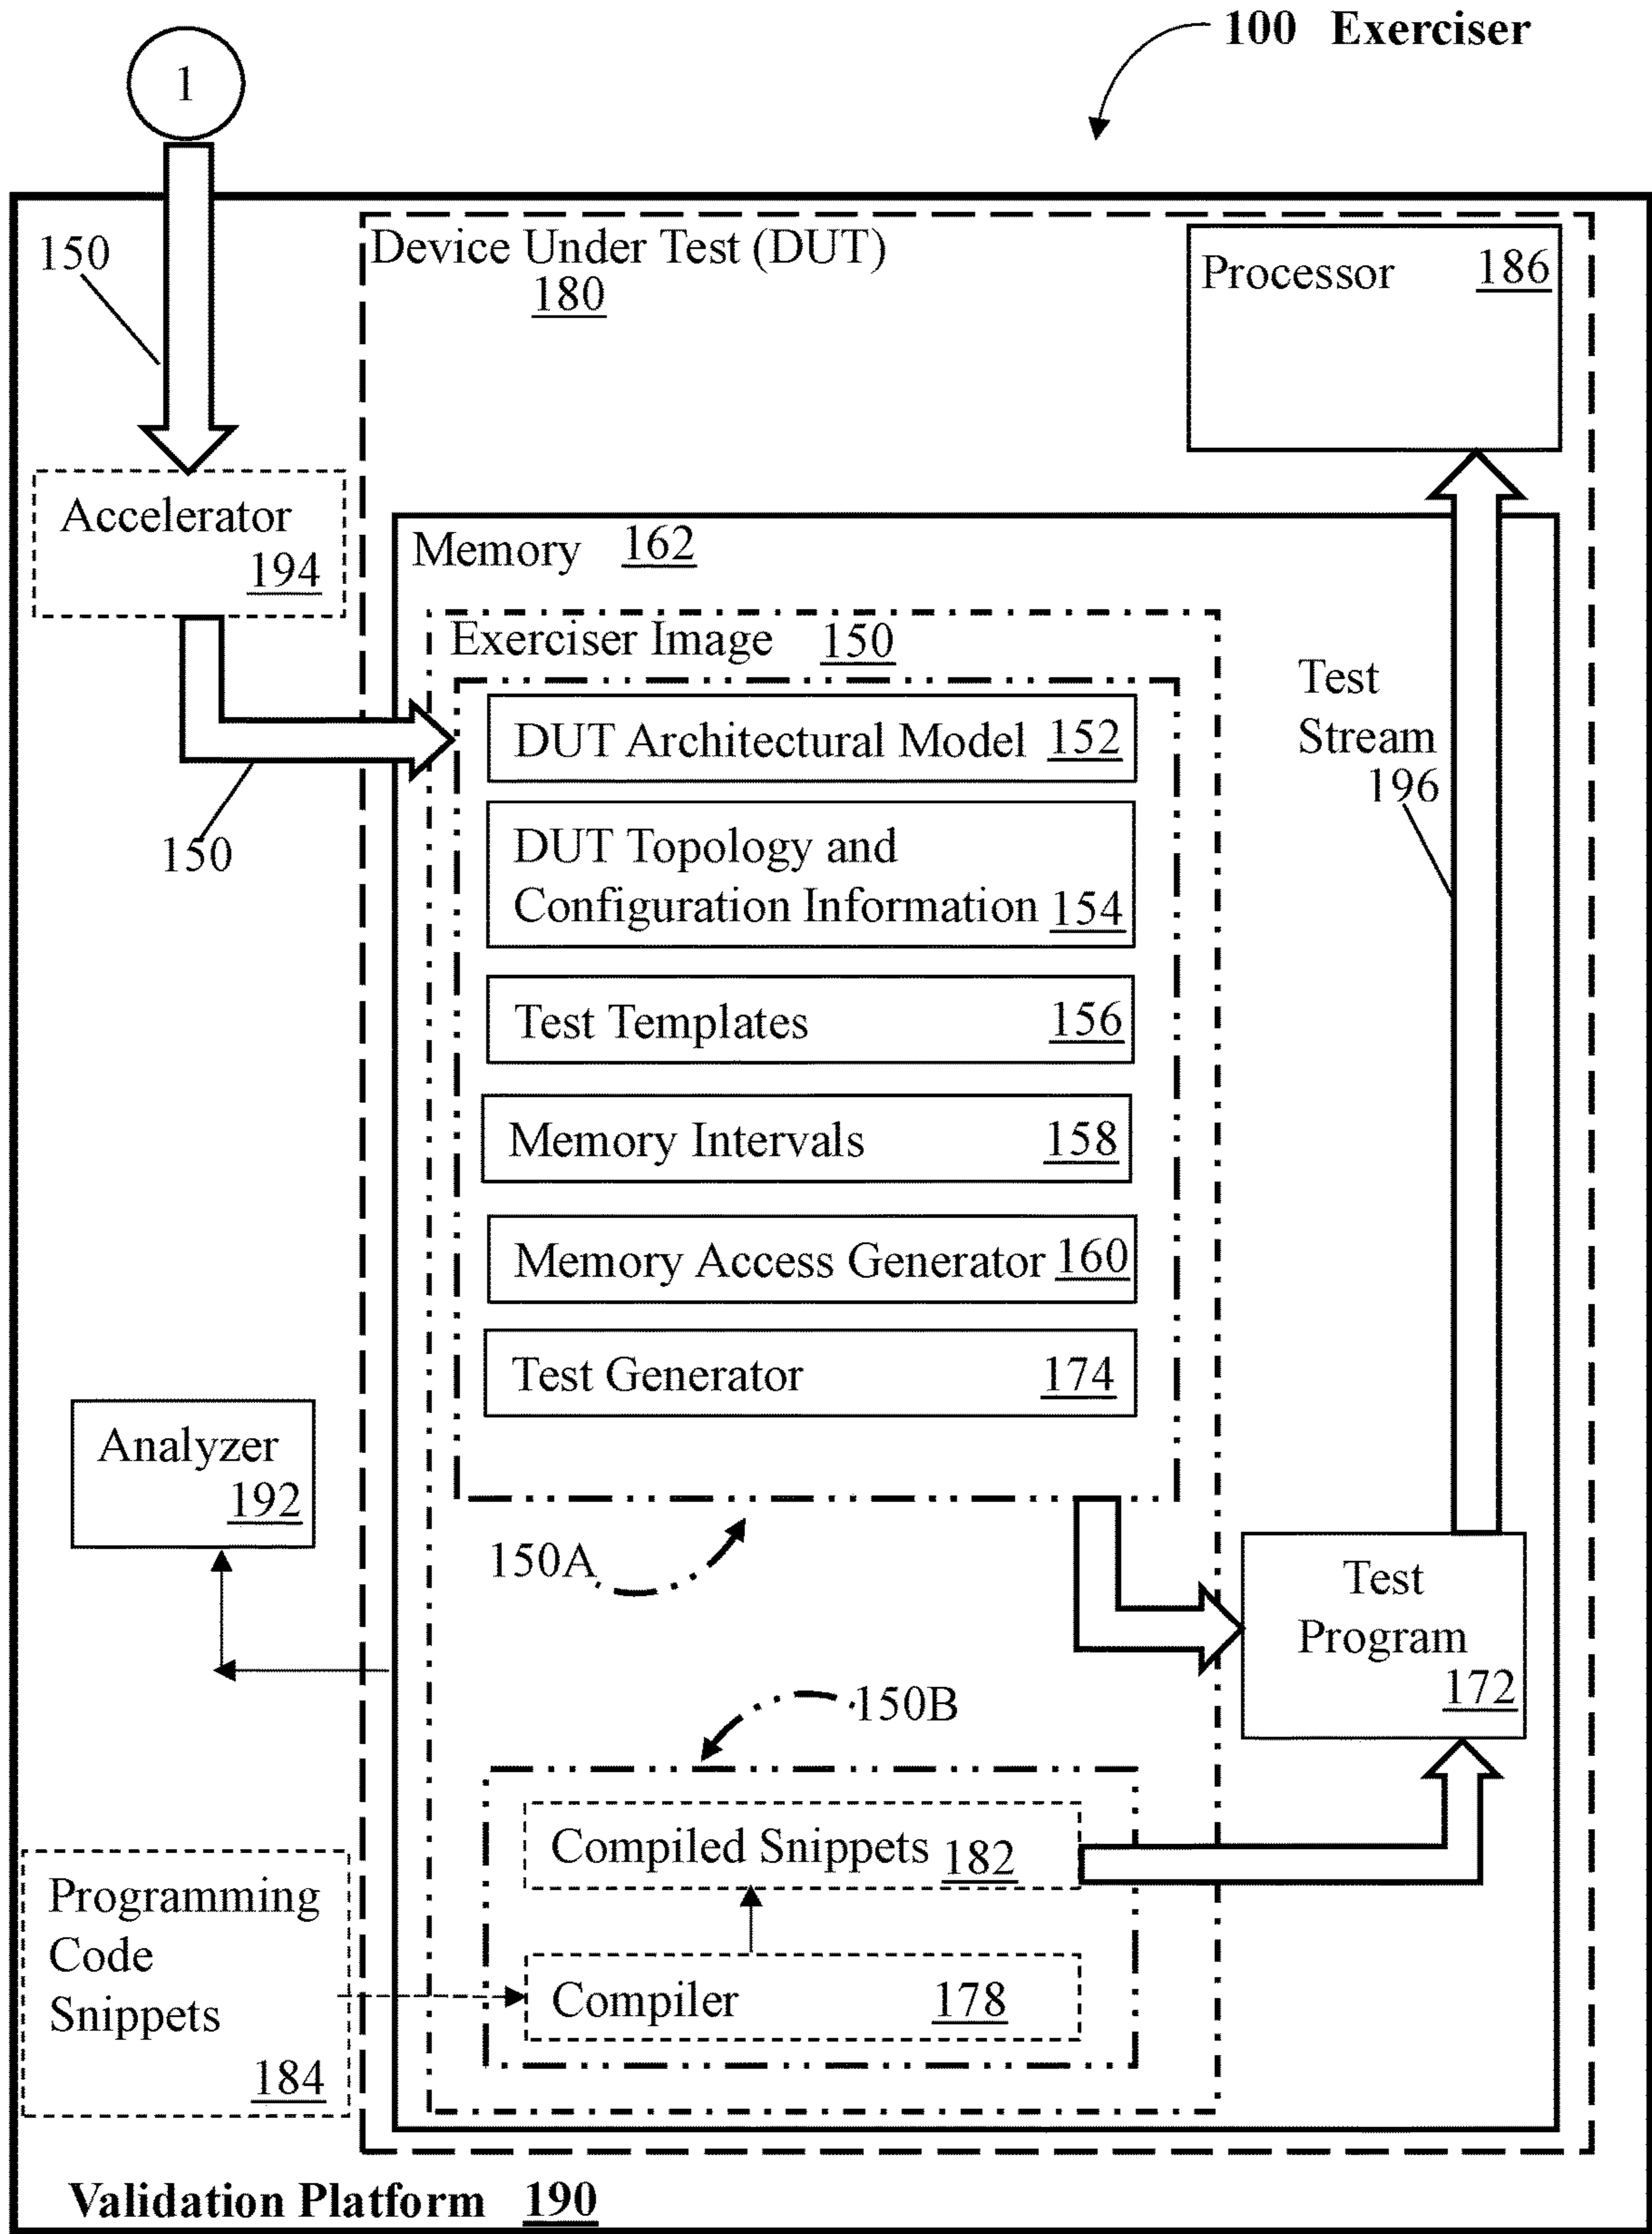 100 Exerciser
1
150
Device Under Test (DUT)
180
Processor 186
Accelerator
194
Memory 162
Exerciser Image 150
Test
Stream
196
DUT Architectural Model 152
150
DUT Topology and
Configuration Information 154
Test Templates 156
Memory Intervals 158
Memory Access Generator 160
Test Generator 174
Analyzer
192
150A
Test
Program
172
150B
Compiled Snippets 182
Programming
Code
Snippets
184
Compiler 178
Validation Platform 190